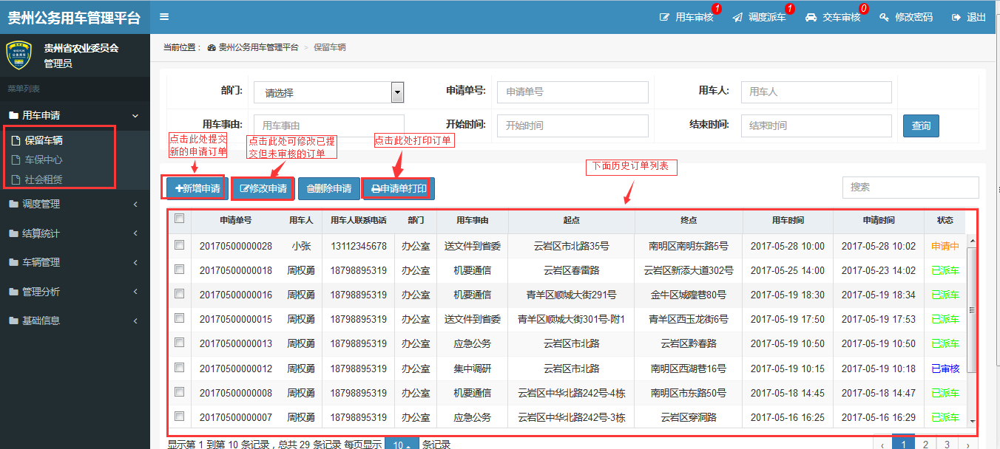 贵州公务用车管理平台
用车审核 1 调度派车 1 交车审核 0 修改密码 退出
贵州省农业委员会
管理员
当前位置： 贵州公务用车管理平台 > 保留车辆
菜单列表
用车申请
保留车辆
车保中心
社会租赁
调度管理
结算统计
车辆管理
管理分析
基础信息
部门: 请选择 申请单号: 申请单号 用车人: 用车人
用车事由: 用车事由 开始时间: 开始时间 结束时间: 结束时间 查询
点击此处提交
新的申请订单
点击此处可修改已提
交但未审核的订单
点击此处打印订单
下面历史订单列表
新增申请 修改申请 删除申请 申请单打印 搜索
申请单号 用车人 用车人联系电话 部门 用车事由 起点 终点 用车时间 申请时间 状态
20170500000028 小张 13112345678 办公室 送文件到省委 云岩区市北路35号 南明区南明东路5号 2017-05-28 10:00 2017-05-28 10:02 申请中
20170500000018 周权勇 18798895319 办公室 机要通信 云岩区春雷路 云岩区新添大道302号 2017-05-25 14:00 2017-05-23 14:02 已派车
20170500000016 周权勇 18798895319 办公室 机要通信 青羊区顺城大街291号 金牛区城隍巷80号 2017-05-19 18:30 2017-05-19 18:34 已派车
20170500000015 周权勇 18798895319 办公室 送文件到省委 青羊区顺城大街301号-附1 青羊区西玉龙街6号 2017-05-19 17:50 2017-05-19 17:53 已派车
20170500000013 周权勇 18798895319 办公室 应急公务 云岩区市北路 云岩区黔春路 2017-05-19 10:50 2017-05-19 10:50 已派车
20170500000012 周权勇 18798895319 办公室 集中调研 云岩区市北路 南明区西湖巷16号 2017-05-19 10:15 2017-05-19 10:18 已审核
20170500000008 周权勇 18798895319 办公室 机要通信 云岩区中华北路242号-4栋 南明区市东路50号 2017-05-18 14:45 2017-05-18 14:47 已派车
20170500000007 周权勇 18798895319 办公室 应急公务 云岩区中华北路242号-3栋 云岩区穿洞路 2017-05-16 16:25 2017-05-16 16:29 已派车
显示第 1 到第 10 条记录，总共 29 条记录 每页显示 10 条记录 ‹ 1 2 3 ›